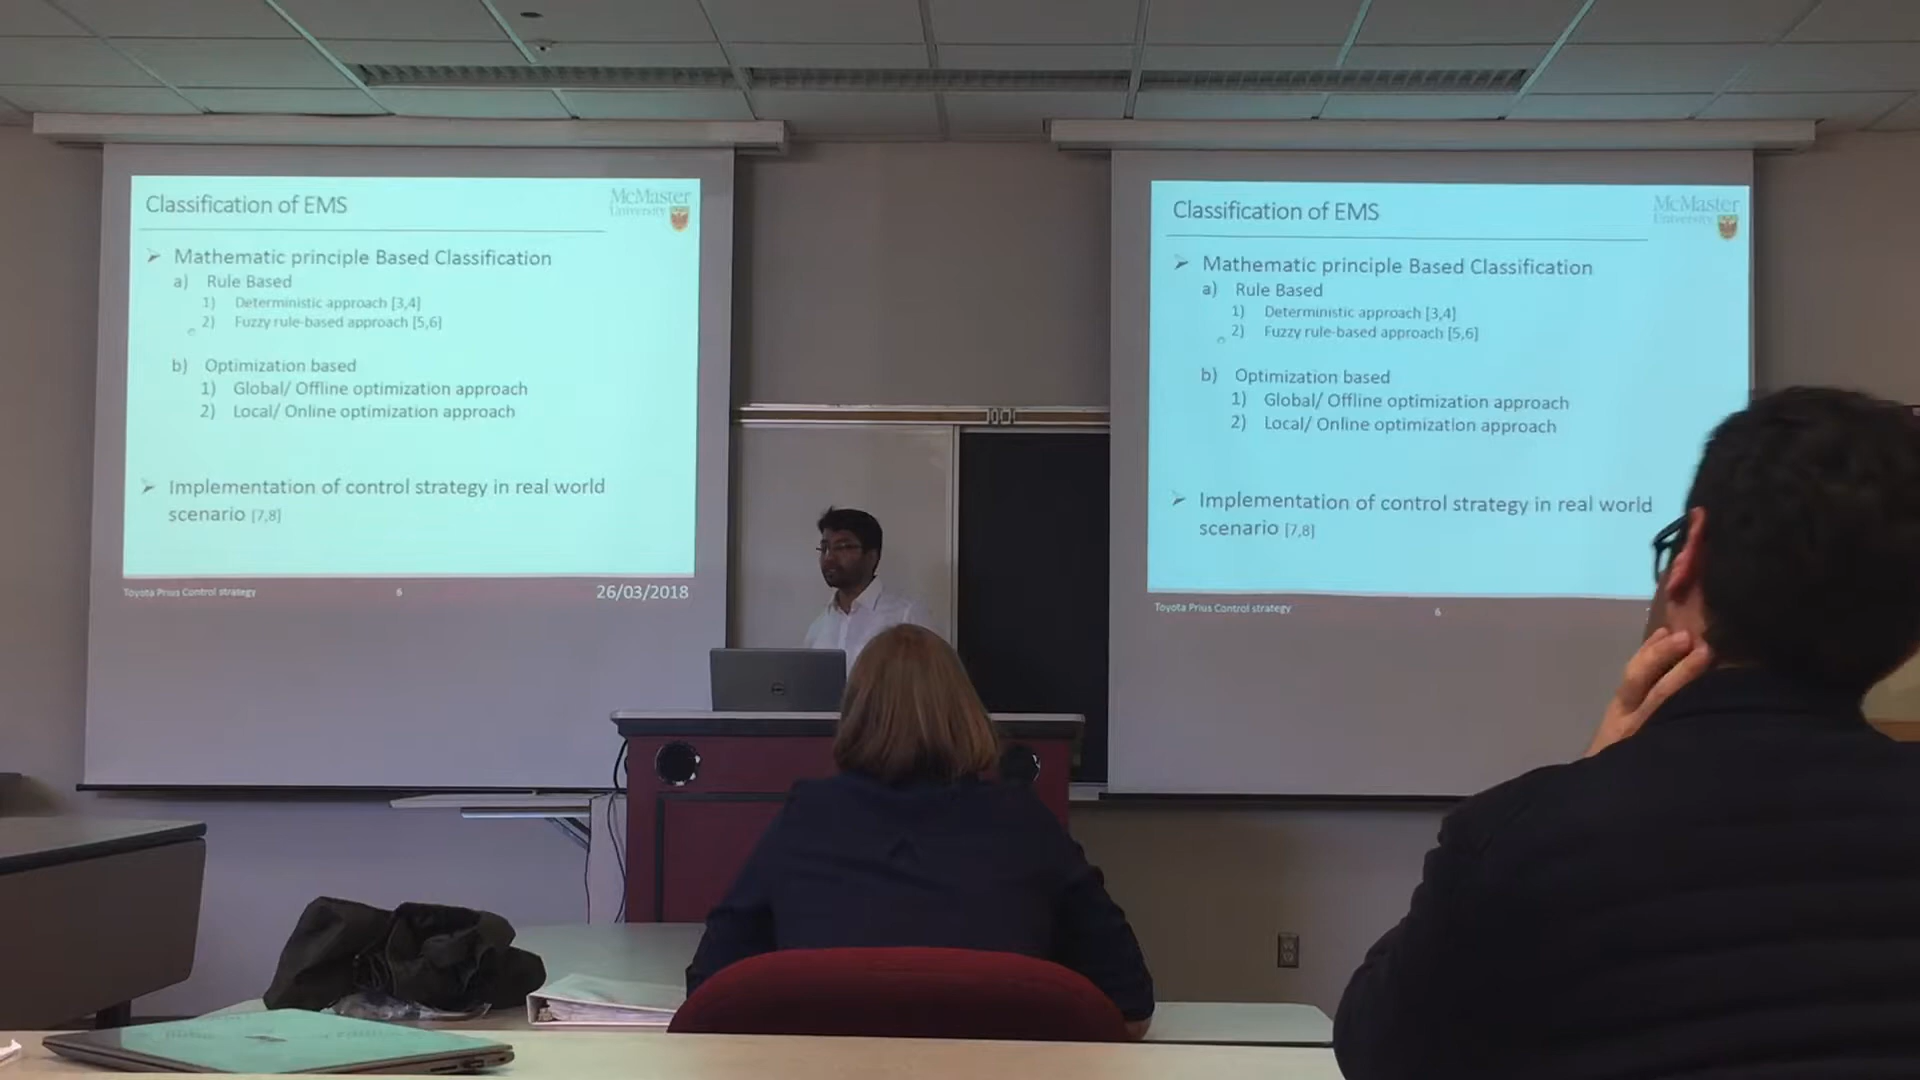 Classification of EMS
McMaster
University
Mathematic principle Based Classification
a) Rule Based
1) Deterministic approach [3,4]
2) Fuzzy rule-based approach [5,6]
b) Optimization based
1) Global/ Offline optimization approach
2) Local/ Online optimization approach
Implementation of control strategy in real world
scenario [7,8]
Toyota Prius Control strategy
6
26/03/2018
Classification of EMS
McMaster
University
Mathematic principle Based Classification
a) Rule Based
1) Deterministic approach [3,4]
2) Fuzzy rule-based approach [5,6]
b) Optimization based
1) Global/ Offline optimization approach
2) Local/ Online optimization approach
Implementation of control strategy in real world
scenario [7,8]
Toyota Prius Control strategy
6
DELL